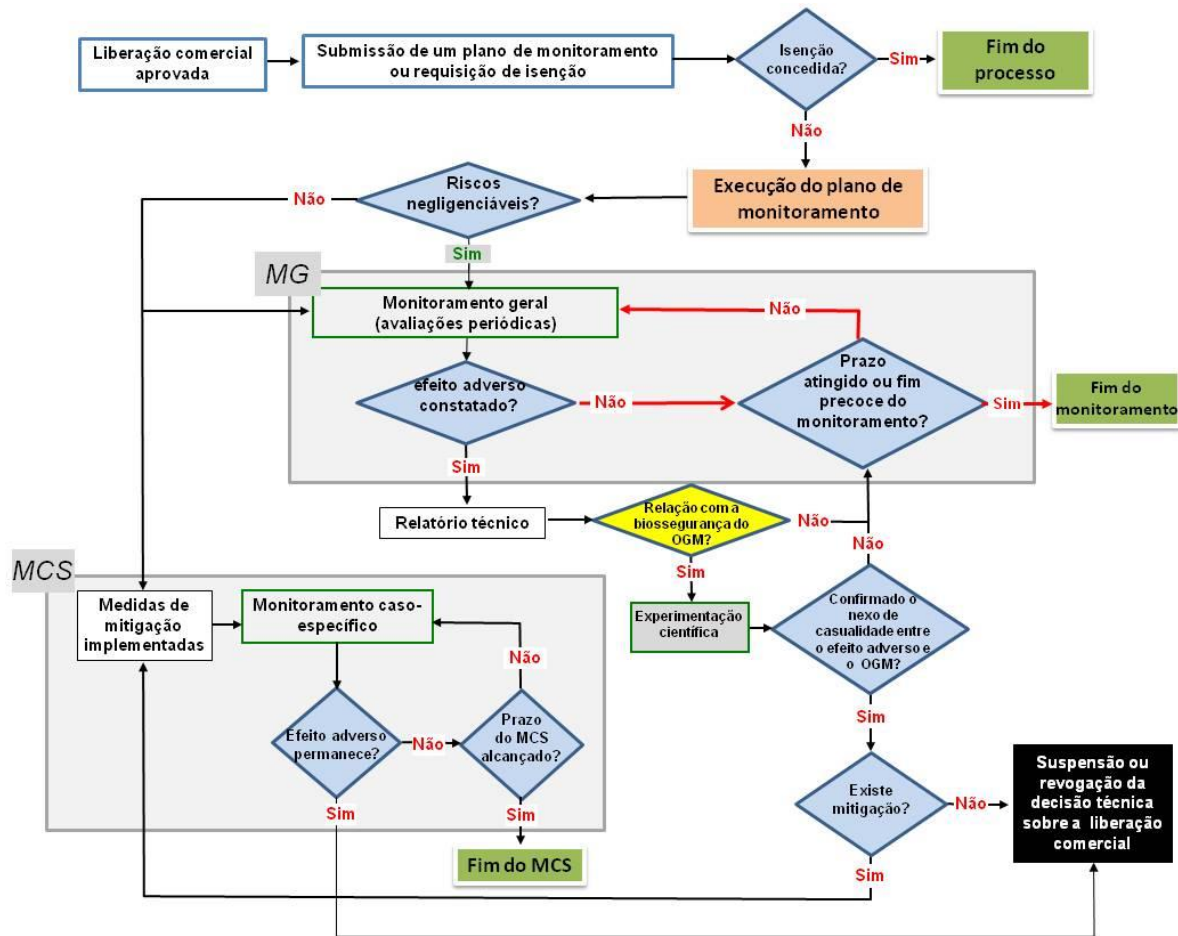 Liberação comercial
aprovada
Submissão de um plano de monitoramento
ou requisição de isenção
Isenção
concedida?
Sim
Fim do
processo
Não
Execução do plano de
monitoramento
Riscos
negligenciáveis?
Não
Sim
MG
Monitoramento geral
(avaliações periódicas)
Não
efeito adverso
constatado?
Não
Prazo
atingido ou fim
precoce do
monitoramento?
Sim
Fim do
monitoramento
Sim
Relatório técnico
Relação com a
biossegurança do
OGM?
Não
Não
Sim
Experimentação
científica
Confirmado o
nexo de
casualidade entre
o efeito adverso e
o OGM?
Sim
MCS
Medidas de
mitigação
implementadas
Monitoramento caso-
específico
Não
Efeito adverso
permanece?
Não
Prazo
do MCS
alcançado?
Sim
Sim
Fim do MCS
Existe
mitigação?
Não
Sim
Suspensão ou
revogação da
decisão técnica
sobre a liberação
comercial